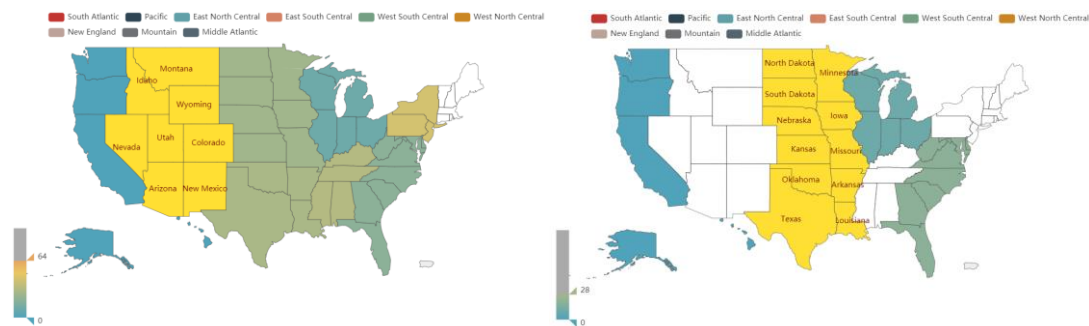 South Atlantic Pacific East North Central East South Central West South Central West North Central
New England Mountain Middle Atlantic
Montana
Idaho
Wyoming
Nevada
Utah
Colorado
Arizona
New Mexico
64
0
South Atlantic Pacific East North Central East South Central West South Central West North Central
New England Mountain Middle Atlantic
North Dakota
Minnesota
South Dakota
Nebraska
Iowa
Kansas
Missouri
Oklahoma
Arkansas
Texas
Louisiana
28
0